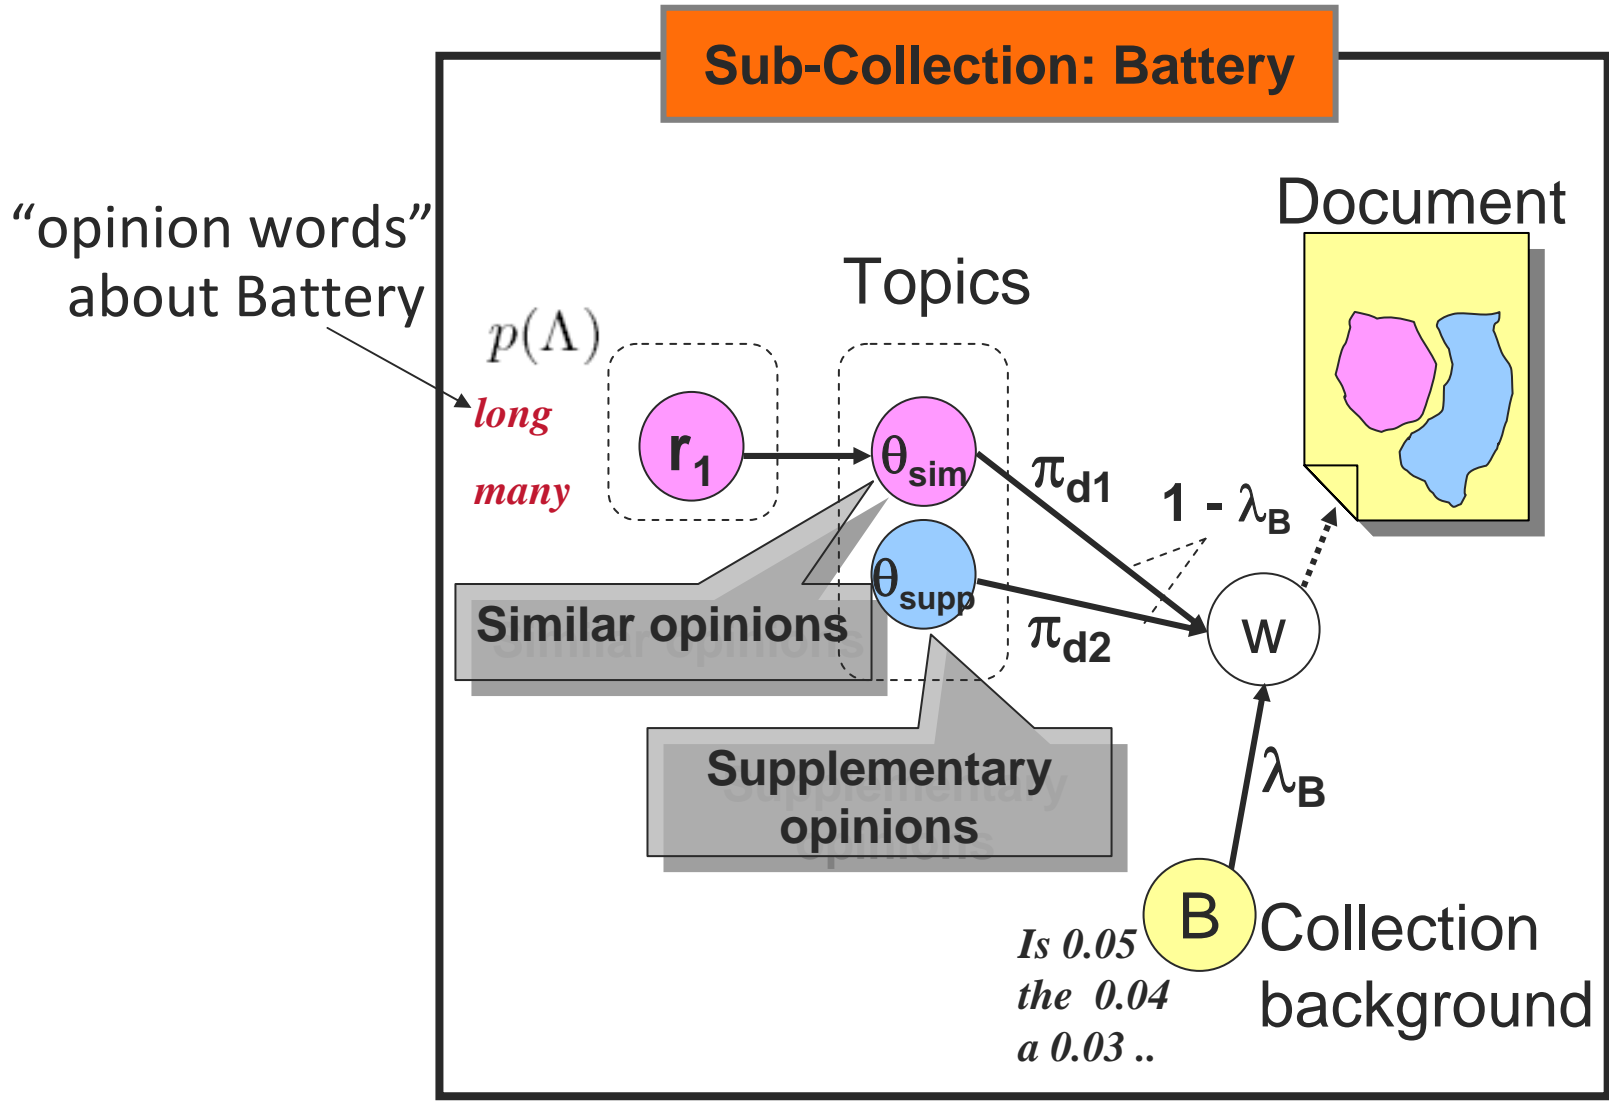 Sub-Collection: Battery
“opinion words”
about Battery
Document
Topics
p(Λ)
long
many
r1
θsim
θsupp
πd1
πd2
1 - λB
w
Similar opinions
Supplementary
opinions
λB
B
Collection
background
Is 0.05
the 0.04
a 0.03 ..